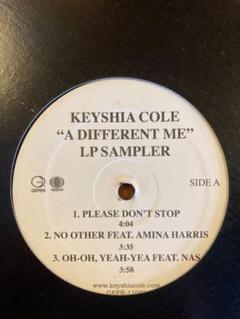 KEYSHIA COLE
"A DIFFERENT ME"
LP SAMPLER
GEFFEN
SIDE A
1. PLEASE DON'T STOP
4:04
2. NO OTHER FEAT. AMINA HARRIS
3:35
3. OH-OH, YEAH-YEA FEAT. NAS
3:58
www.keyshiacole.com